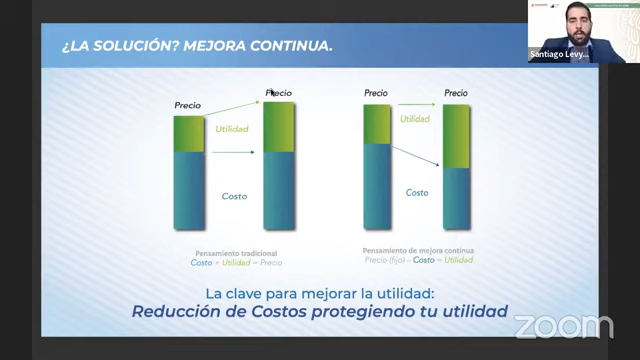 ¿LA SOLUCIÓN? MEJORA CONTINUA.
Santiago Levy...
Precio
Precio
Utilidad
Costo
Precio
Precio
Utilidad
Costo
Pensamiento tradicional
Costo + Utilidad = Precio
Pensamiento de mejora continua
Precio (fijo) - Costo = Utilidad
La clave para mejorar la utilidad:
Reducción de Costos protegiendo tu utilidad
zoom